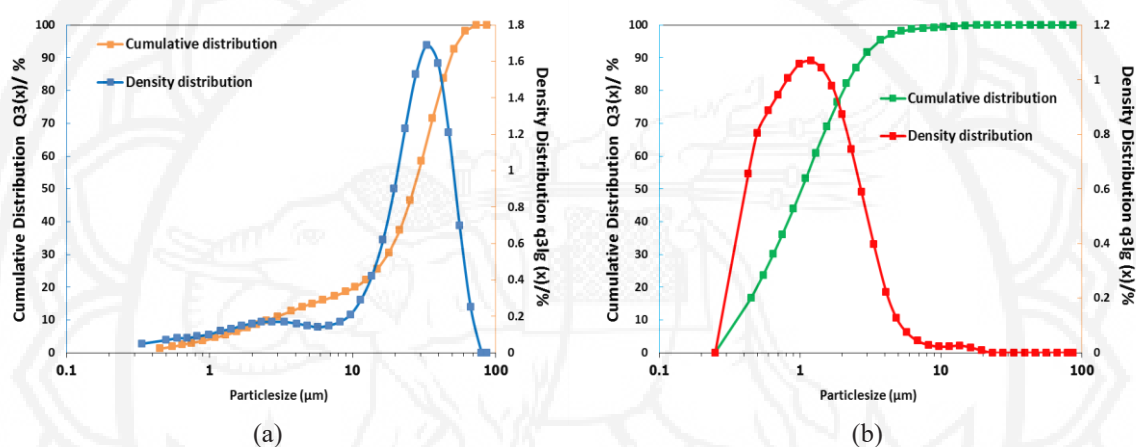 Cumulative Distribution Q3(x)/ %
100
90
80
70
60
50
40
30
20
10
0
Cumulative distribution
Density distribution
1.8
1.6
1.4
1.2
1
0.8
0.6
0.4
0.2
0
Density Distribution q3lg (x)/%
0.1 1 10 100
Particlesize (µm)
(a)
Cumulative Distribution Q3(x)/ %
100
90
80
70
60
50
40
30
20
10
0
Cumulative distribution
Density distribution
1.2
1
0.8
0.6
0.4
0.2
0
Density Distribution q3lg (x)/%
0.1 1 10 100
Particlesize (µm)
(b)